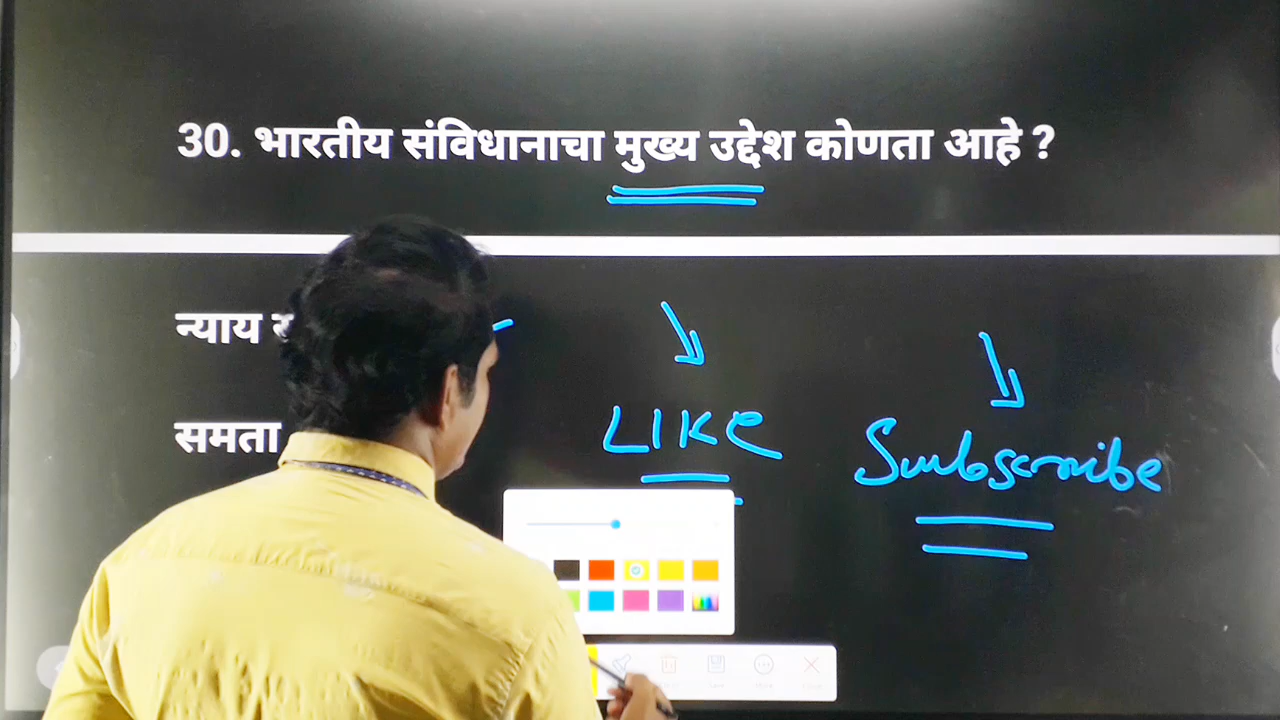 30. भारतीय संविधानाचा मुख्य उद्देश कोणता आहे ?
न्याय
समता
LIKE
Subscribe